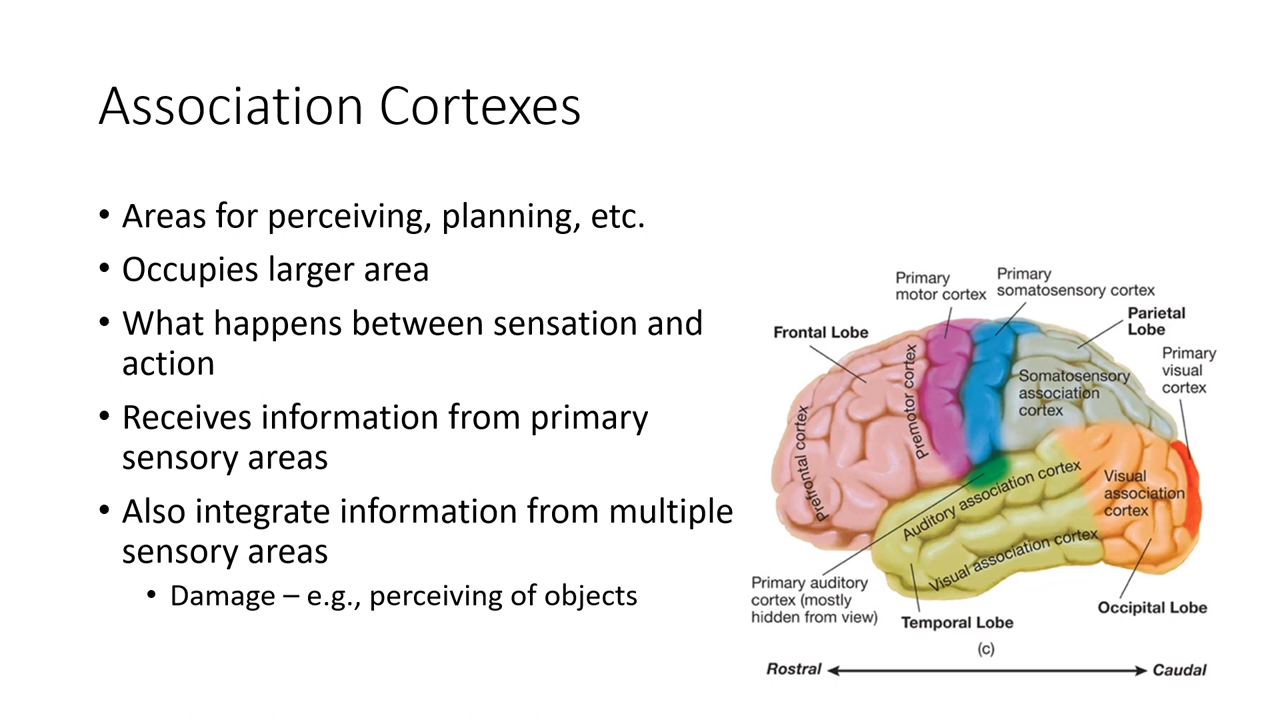 Association Cortexes
• Areas for perceiving, planning, etc.
• Occupies larger area
• What happens between sensation and
action
• Receives information from primary
sensory areas
• Also integrate information from multiple
sensory areas
• Damage – e.g., perceiving of objects
Primary
motor cortex
Primary
somatosensory cortex
Frontal Lobe
Parietal
Lobe
Primary
visual
cortex
Prefrontal cortex
Premotor cortex
Somatosensory
association
cortex
Auditory association cortex
Visual association cortex
Visual
association
cortex
Primary auditory
cortex (mostly
hidden from view)
Temporal Lobe
Occipital Lobe
(c)
Rostral
Caudal